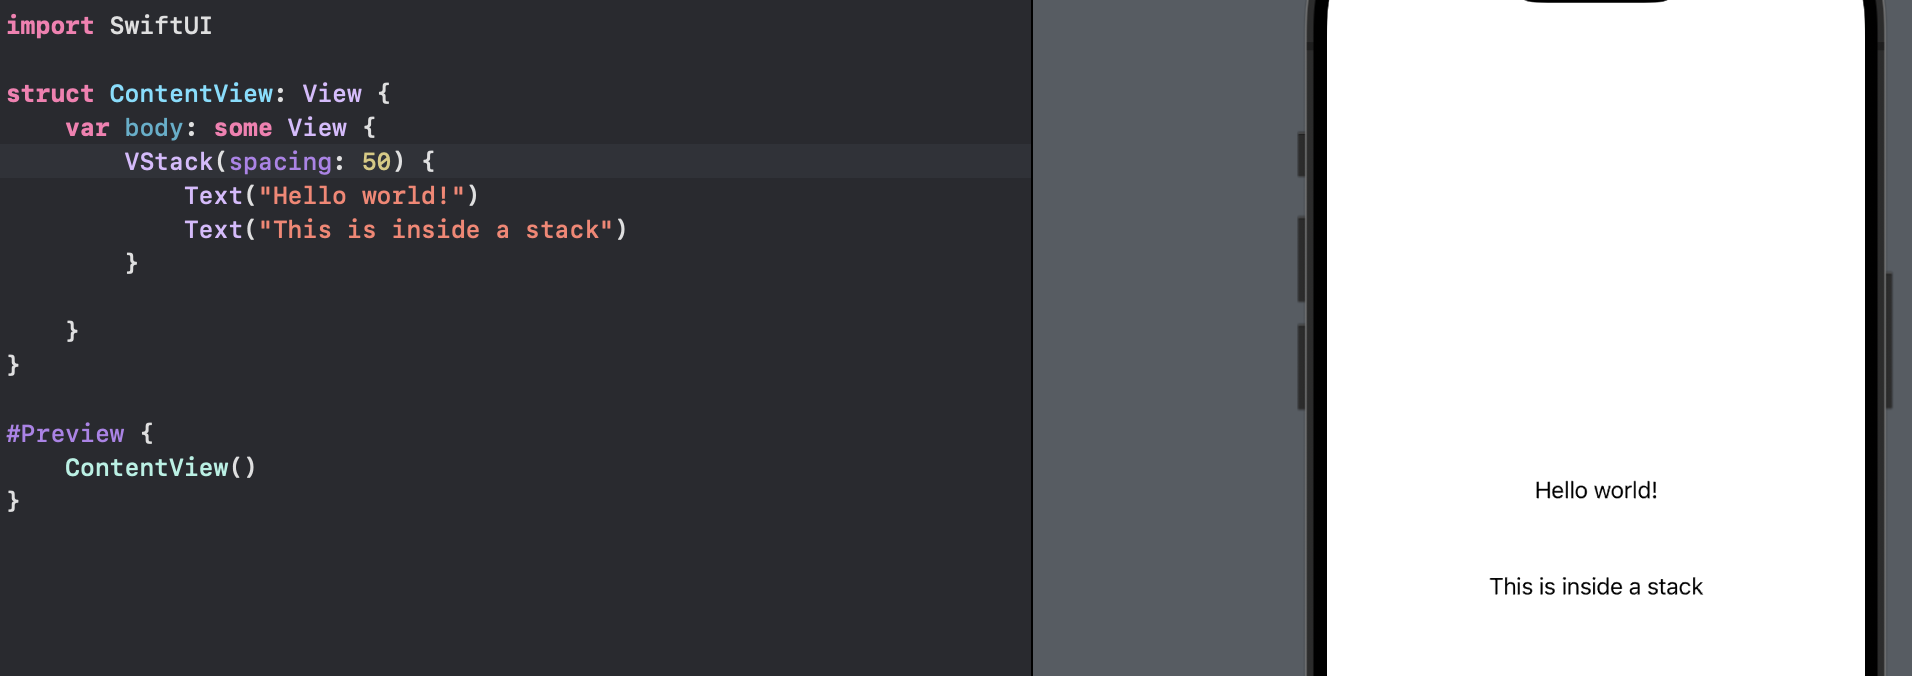 import SwiftUI
struct ContentView: View {
var body: some View {
VStack(spacing: 50) {
Text("Hello world!")
Text("This is inside a stack")
}
}
}
#Preview {
ContentView()
}
Hello world!
This is inside a stack